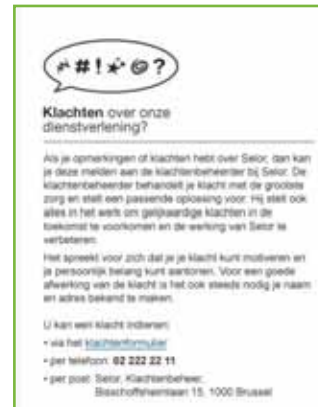 *#!*@?
Klachten over onze
dienstverlening?
Als je opmerkingen of klachten hebt over Selor, dan kan
je deze melden aan de klachtenbeheerder bij Selor. De
klachtenbeheerder behandelt je klacht met de grootste
zorg en stelt een passende oplossing voor. Hij stelt ook
alles in het werk om gelijkaardige klachten in de
toekomst te voorkomen en de werking van Selor te
verbeteren.
Het spreekt voor zich dat je je klacht kunt motiveren en
je persoonlijk belang kunt aantonen. Voor een goede
afwerking van de klacht is het ook steeds nodig je naam
en adres bekend te maken.
U kan een klacht indienen:
• via het klachtenformulier
• per telefoon: 02 222 22 11
• per post: Selor, Klachtenbeheer,
Bisschoffsheimlaan 15, 1000 Brussel